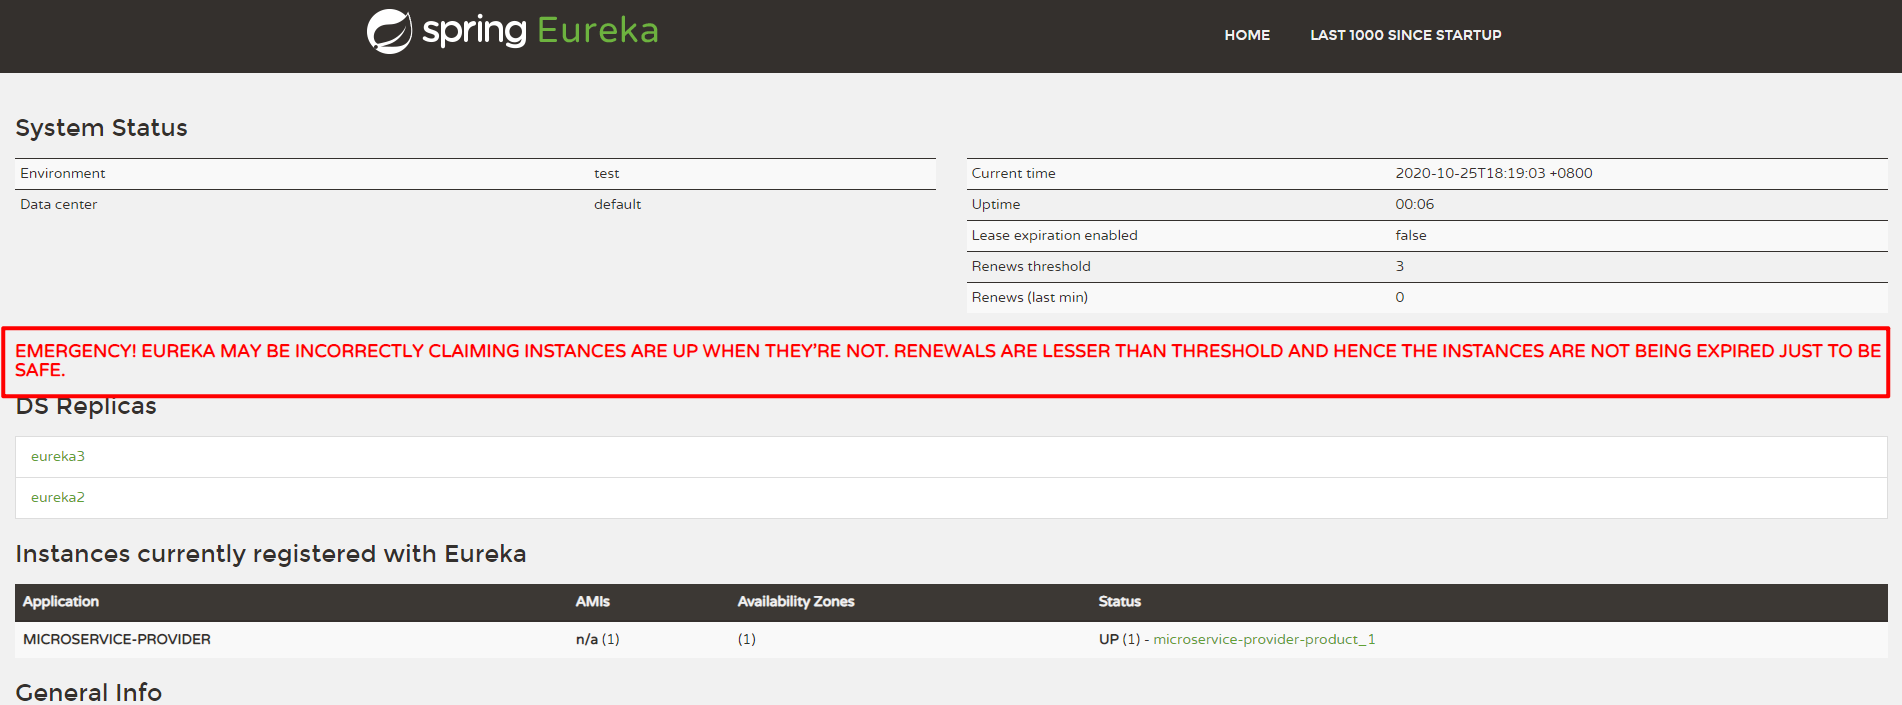 spring Eureka
HOME LAST 1000 SINCE STARTUP
System Status
Environment test
Data center default
Current time 2020-10-25T18:19:03 +0800
Uptime 00:06
Lease expiration enabled false
Renews threshold 3
Renews (last min) 0
EMERGENCY! EUREKA MAY BE INCORRECTLY CLAIMING INSTANCES ARE UP WHEN THEY'RE NOT. RENEWALS ARE LESSER THAN THRESHOLD AND HENCE THE INSTANCES ARE NOT BEING EXPIRED JUST TO BE
SAFE.
DS Replicas
eureka3
eureka2
Instances currently registered with Eureka
Application AMIs Availability Zones Status
MICROSERVICE-PROVIDER n/a (1) (1) UP (1) - microservice-provider-product_1
General Info